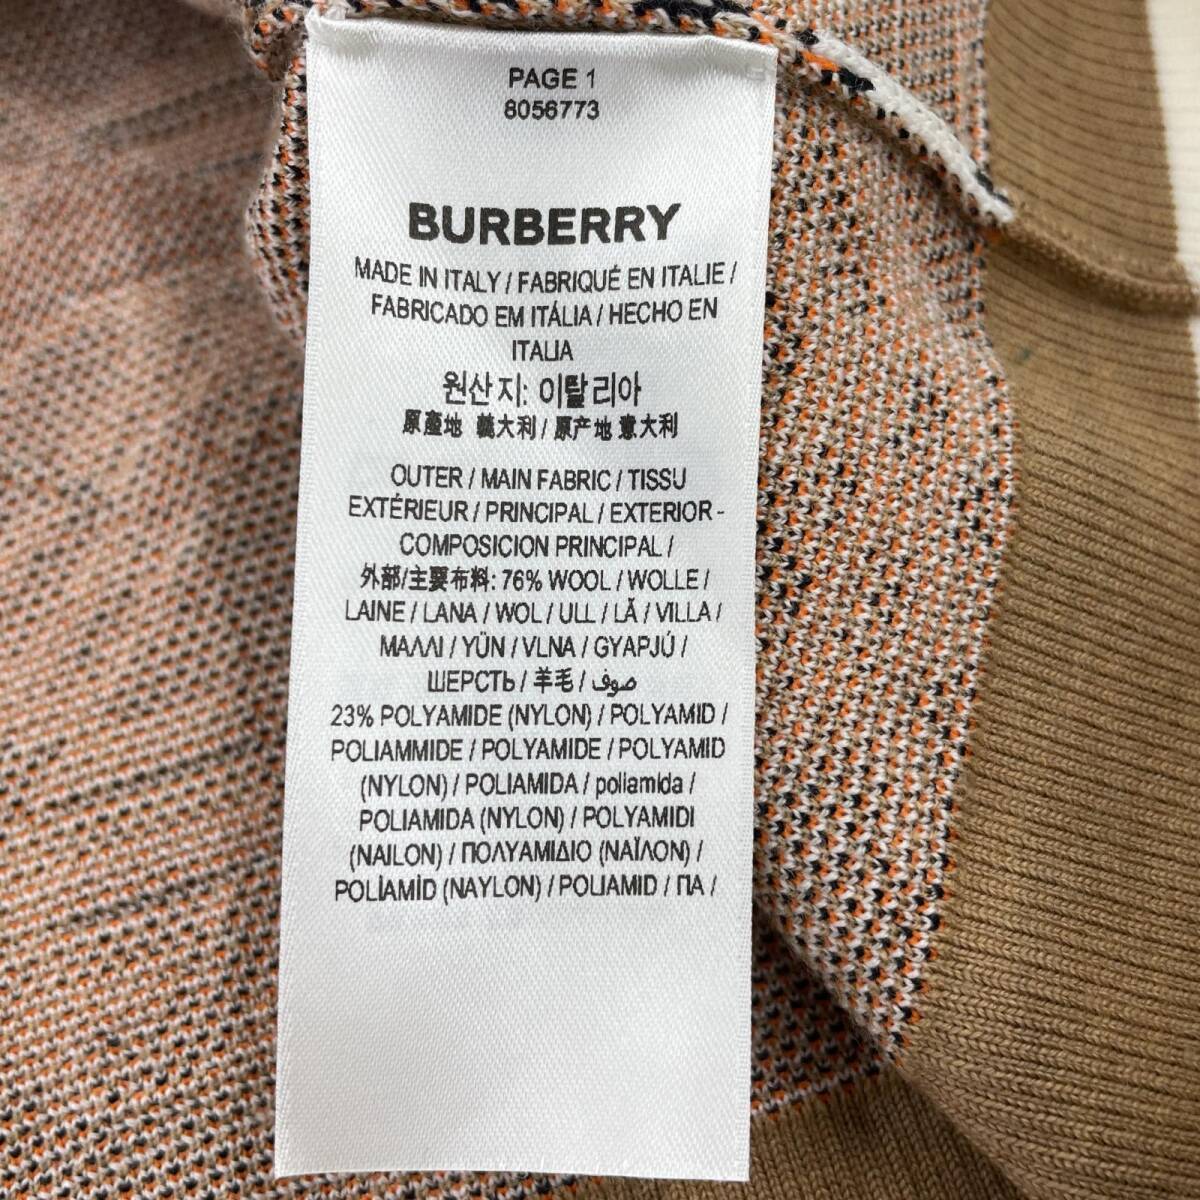 PAGE 1
8056773
BURBERRY
MADE IN ITALY / FABRIQUÉ EN ITALIE /
FABRICADO EM ITÁLIA / HECHO EN
ITALIA
원산지: 이탈리아
原產地 義大利 / 原产地 意大利
OUTER / MAIN FABRIC / TISSU
EXTÉRIEUR / PRINCIPAL / EXTERIOR -
COMPOSICION PRINCIPAL /
外部/主要布料: 76% WOOL / WOLLE /
LAINE / LANA / WOL / ULL / LÃ / VILLA /
ΜΑΛΛΙ / YÜN / VLNA / GYAPJÚ /
ШЕРСТЬ / 羊毛 / صوف
23% POLYAMIDE (NYLON) / POLYAMID /
POLIAMMIDE / POLYAMIDE / POLYAMID
(NYLON) / POLIAMIDA / poliamida /
POLIAMIDA (NYLON) / POLYAMIDI
(NAILON) / ΠΟΛΥΑΜΙΔΙΟ (ΝΑΪΛΟΝ) /
POLİAMİD (NAYLON) / POLIAMID / ПА /